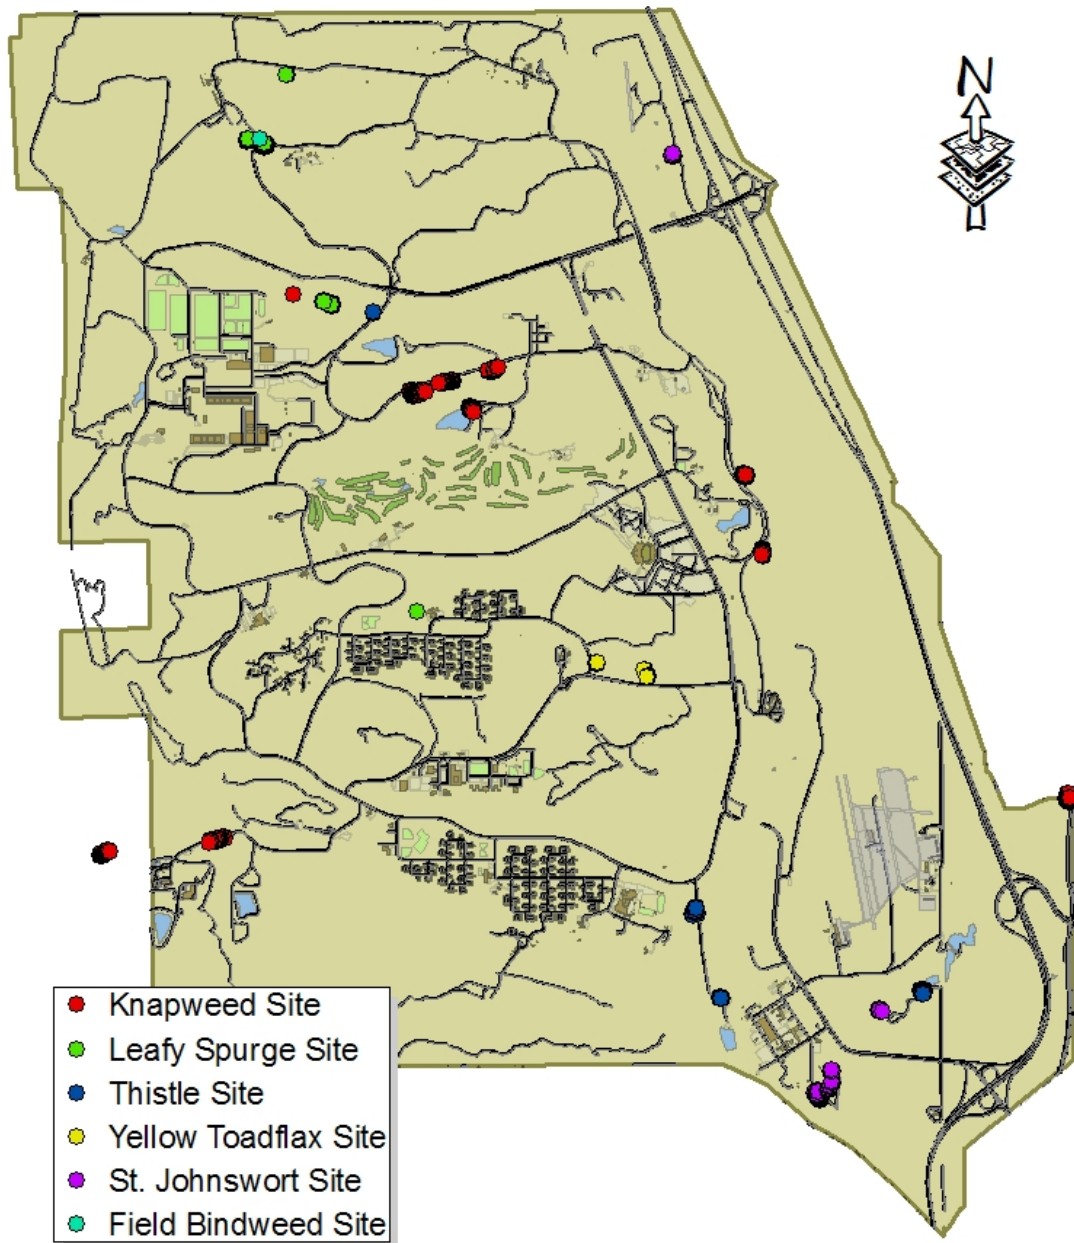 N
Knapweed Site
Leafy Spurge Site
Thistle Site
Yellow Toadflax Site
St. Johnswort Site
Field Bindweed Site